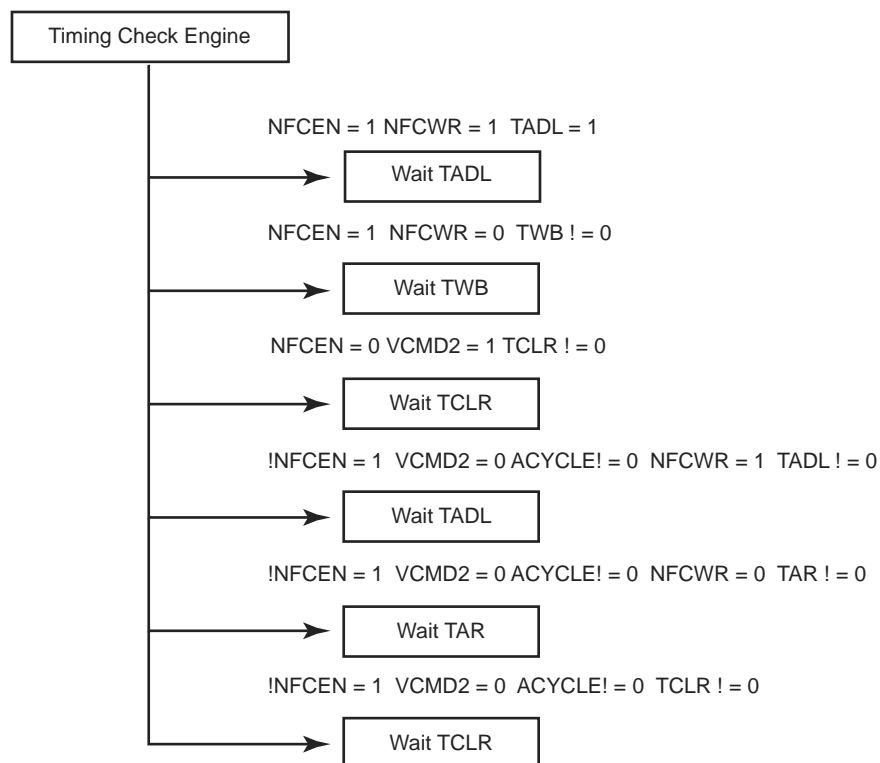 Timing Check Engine
NFCEN = 1 NFCWR = 1 TADL = 1
Wait TADL
NFCEN = 1 NFCWR = 0 TWB ! = 0
Wait TWB
NFCEN = 0 VCMD2 = 1 TCLR ! = 0
Wait TCLR
!NFCEN = 1 VCMD2 = 0 ACYCLE! = 0 NFCWR = 1 TADL ! = 0
Wait TADL
!NFCEN = 1 VCMD2 = 0 ACYCLE! = 0 NFCWR = 0 TAR ! = 0
Wait TAR
!NFCEN = 1 VCMD2 = 0 ACYCLE! = 0 TCLR ! = 0
Wait TCLR